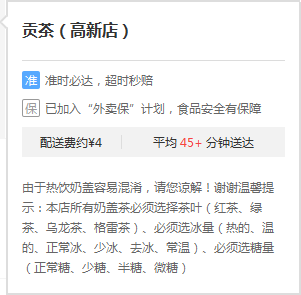 贡茶（高新店）
准 准时必达，超时秒赔
保 已加入“外卖保”计划，食品安全有保障
配送费约¥4 平均 45+ 分钟送达
由于热饮奶盖容易混淆，请您谅解！谢谢温馨提
示：本店所有奶盖茶必须选择茶叶（红茶、绿
茶、乌龙茶、格雷茶）、必须选冰量（热的、温
的、正常冰、少冰、去冰、常温）、必须选糖量
（正常糖、少糖、半糖、微糖）